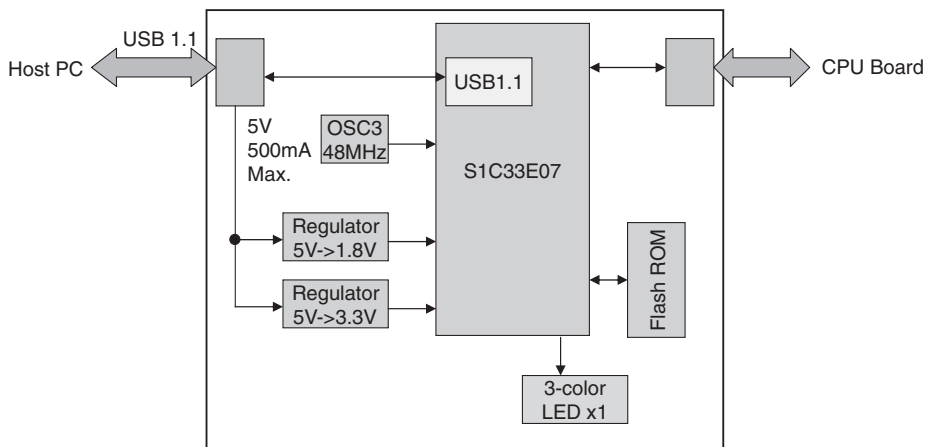 USB 1.1
Host PC
CPU Board
USB1.1
5V
500mA
Max.
OSC3
48MHz
S1C33E07
Regulator
5V->1.8V
Regulator
5V->3.3V
Flash ROM
3-color
LED x1